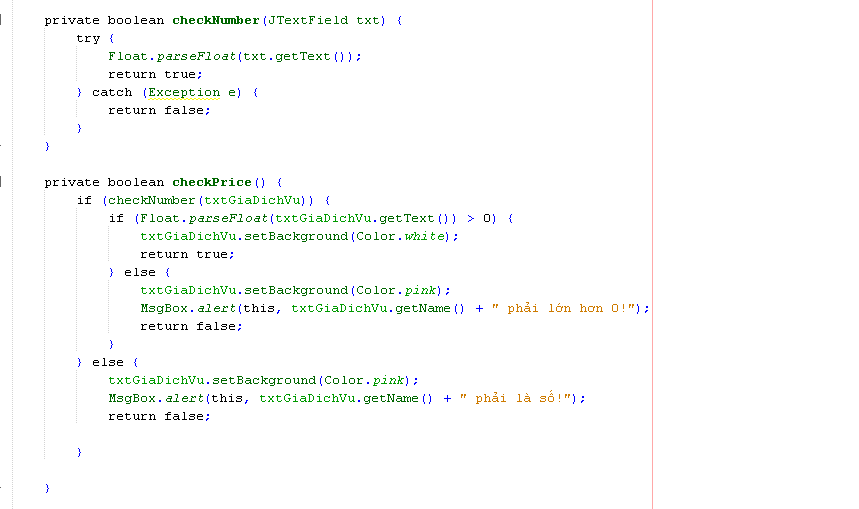 private boolean checkNumber(JTextField txt) {
try {
Float.parseFloat(txt.getText());
return true;
} catch (Exception e) {
return false;
}
}
private boolean checkPrice() {
if (checkNumber(txtGiaDichVu)) {
if (Float.parseFloat(txtGiaDichVu.getText()) > 0) {
txtGiaDichVu.setBackground(Color.white);
return true;
} else {
txtGiaDichVu.setBackground(Color.pink);
MsgBox.alert(this, txtGiaDichVu.getName() + " phải lớn hơn 0!");
return false;
}
} else {
txtGiaDichVu.setBackground(Color.pink);
MsgBox.alert(this, txtGiaDichVu.getName() + " phải là số!");
return false;
}
}